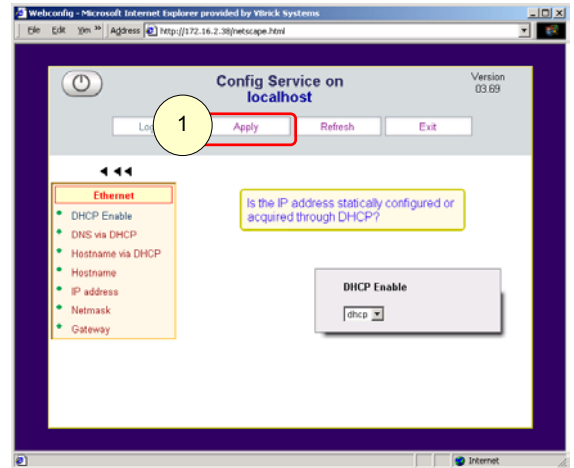 Webconfig - Microsoft Internet Explorer provided by VBrick Systems
File Edit View » Address http://172.16.2.38/netscape.html
Config Service on
localhost
Version
03.69
1
Apply Refresh Exit
Ethernet
DHCP Enable
DNS via DHCP
Hostname via DHCP
Hostname
IP address
Netmask
Gateway
Is the IP address statically configured or
acquired through DHCP?
DHCP Enable
dhcp
Internet